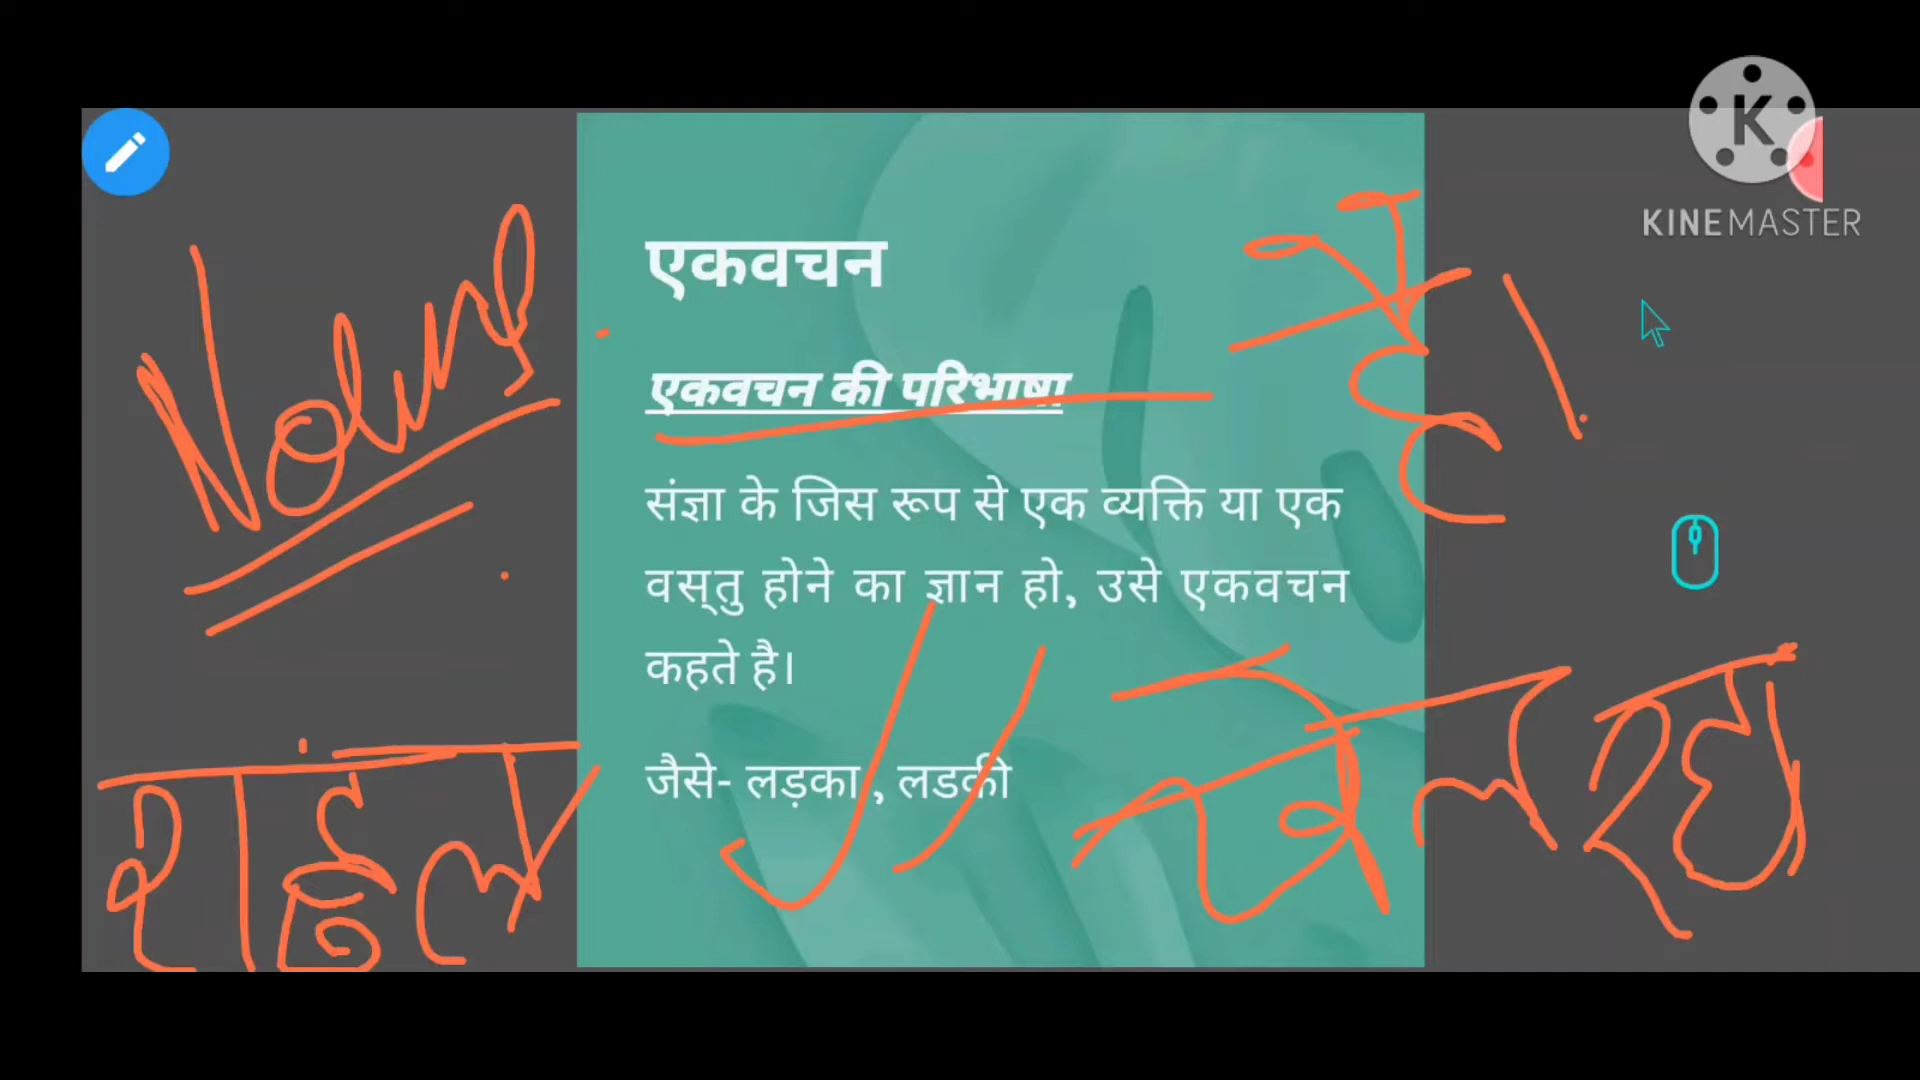 KINEMASTER
Noun
एकवचन
है।
एकवचन की परिभाषा
संज्ञा के जिस रूप से एक व्यक्ति या एक
वस्तु होने का ज्ञान हो, उसे एकवचन
कहते है।
जैसे- लड़का , लडकी
राहुल खेल रहा